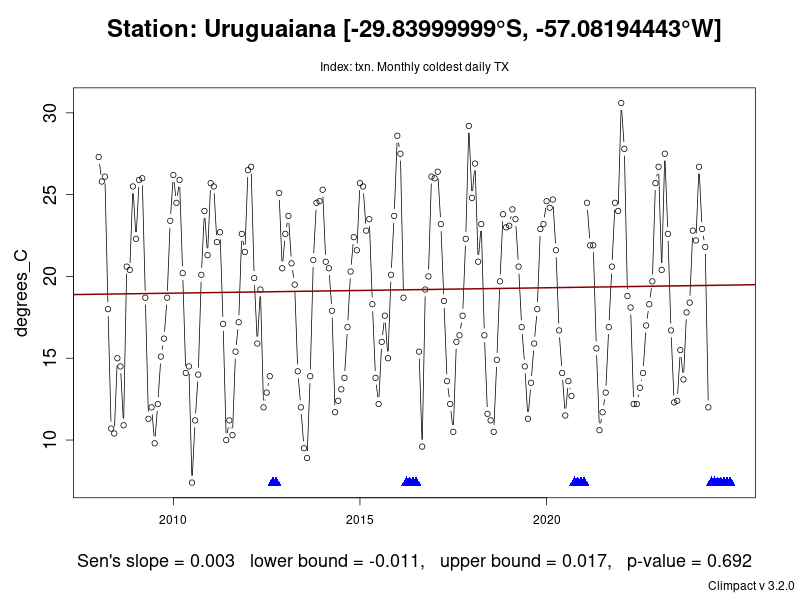 Station: Uruguaiana [-29.83999999°S, -57.08194443°W]
Index: txn. Monthly coldest daily TX
degrees_C
30
25
20
15
10
2010 2015 2020
Sen's slope = 0.003 lower bound = -0.011, upper bound = 0.017, p-value = 0.692
Climpact v 3.2.0